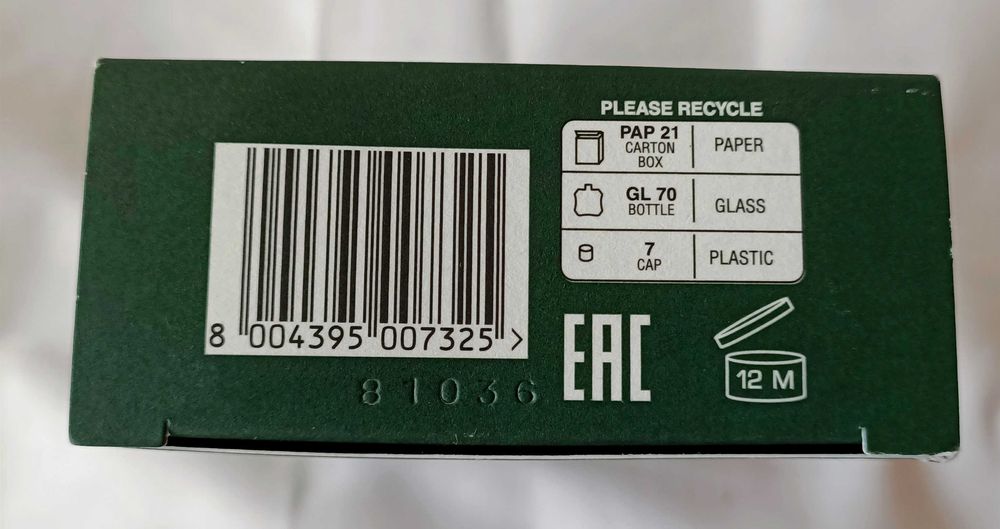 PLEASE RECYCLE
PAP 21
CARTON
BOX
PAPER
GL 70
BOTTLE
GLASS
7
CAP
PLASTIC
8 004395 007325 >
81036
EAC
12 M